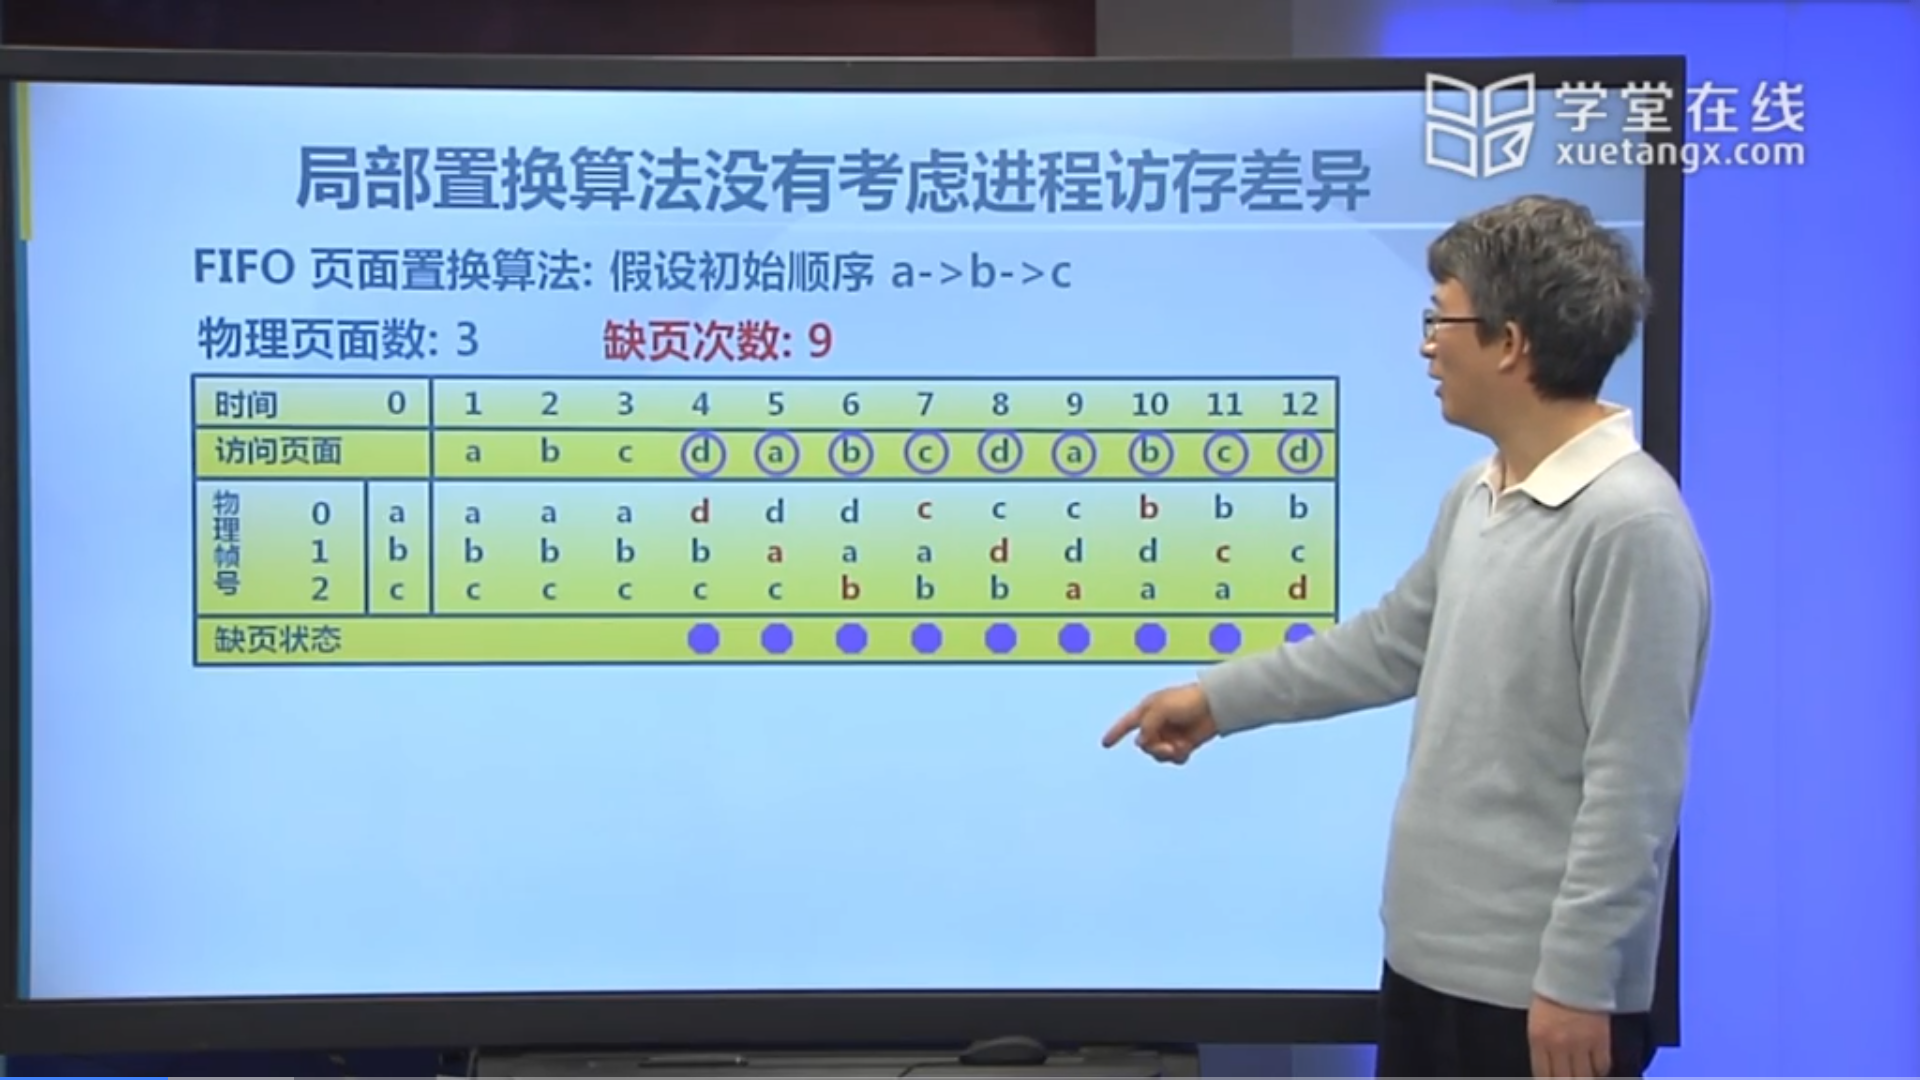 学堂在线
xuetangx.com
局部置换算法没有考虑进程访存差异
FIFO 页面置换算法: 假设初始顺序 a->b->c
物理页面数: 3 缺页次数: 9
时间 0 1 2 3 4 5 6 7 8 9 10 11 12
访问页面 a b c d a b c d a b c d
物理帧号
0 a a a a d d d c c c b b b
1 b b b b b a a a d d d c c
2 c c c c c c b b b a a a d
缺页状态